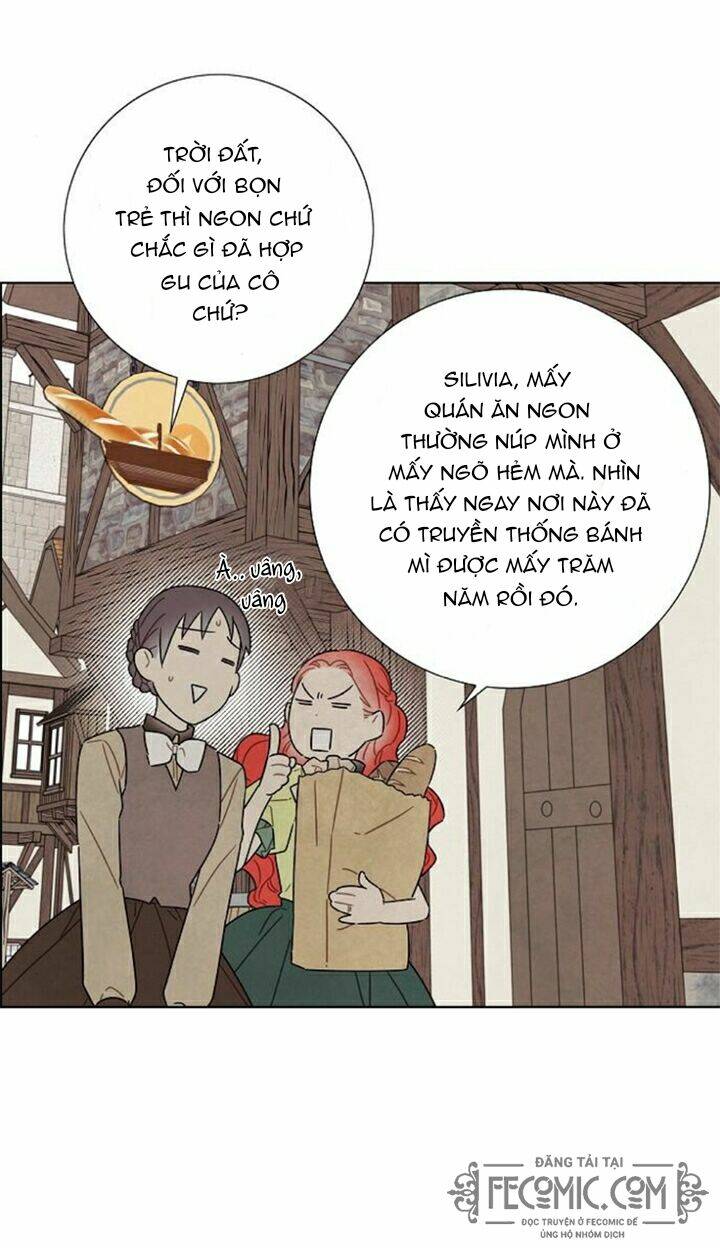 TRỜI ĐẤT,
ĐỐI VỚI BỌN
TRẺ THÌ NGON CHỨ
CHẮC GÌ ĐÃ HỢP
GU CỦA CÔ
CHỨ?
SILIVIA, MẤY
QUÁN ĂN NGON
THƯỜNG NÚP MÌNH Ở
MẤY NGÕ HẺM MÀ. NHÌN
LÀ THẤY NGAY NƠI NÀY ĐÃ
CÓ TRUYỀN THỐNG BÁNH
MÌ ĐƯỢC MẤY TRĂM
NĂM RỒI ĐÓ.
À.. vâng,
vâng
ĐĂNG TẢI TẠI
FECOMIC.COM
ĐỌC TRUYỆN Ở FECOMIC ĐỂ
ỦNG HỘ NHÓM DỊCH